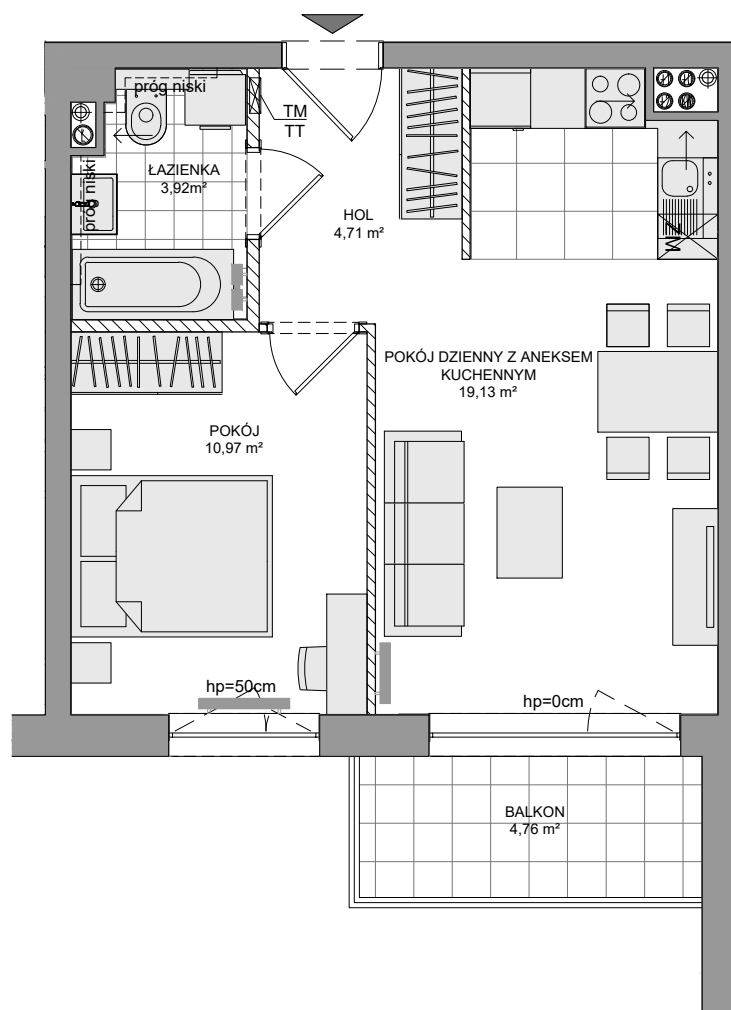 próg niski
TM
TT
ŁAZIENKA
3,92m²
próg niski
HOL
4,71 m²
ZM
POKÓJ DZIENNY Z ANEKSEM
KUCHENNYM
19,13 m²
POKÓJ
10,97 m²
hp=50cm
hp=0cm
BALKON
4,76 m²